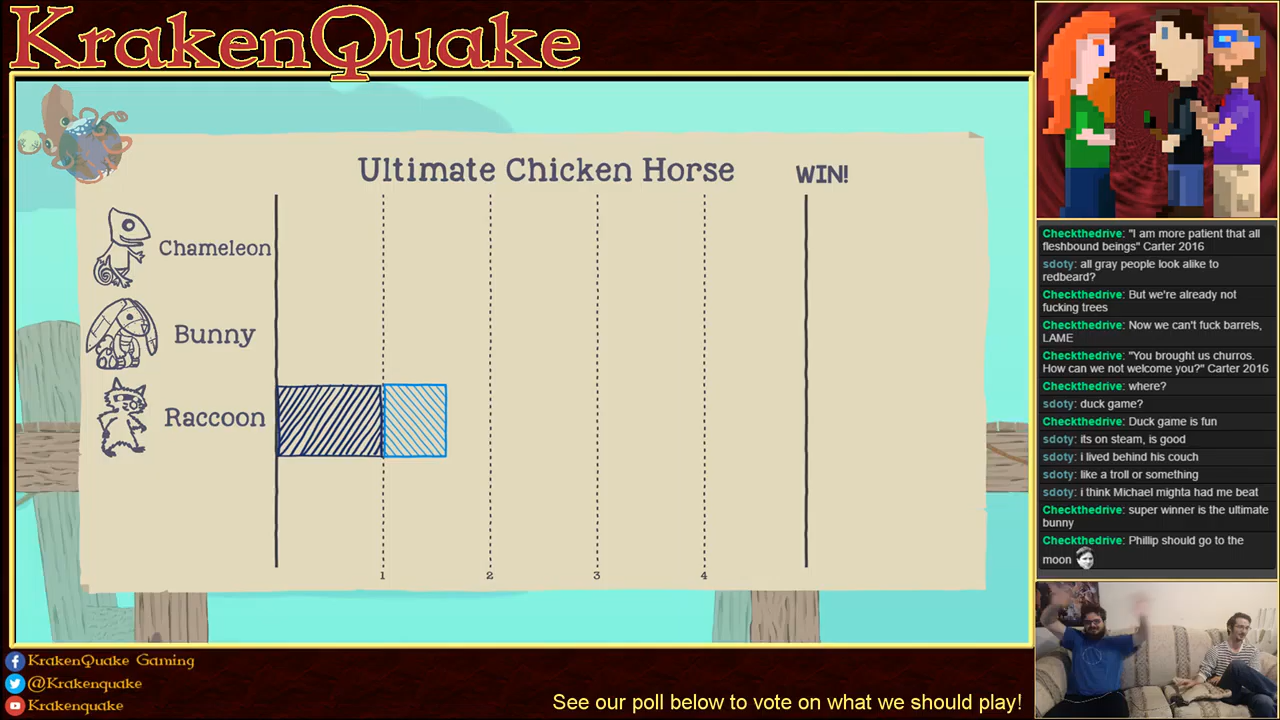 KrakenQuake
Ultimate Chicken Horse
WIN!
Chameleon
Bunny
Raccoon
1 2 3 4
Checkthedrive: "I am more patient that all
fleshbound beings" Carter 2016
sdoty: all gray people look alike to
redbeard?
Checkthedrive: But we're already not
fucking trees
Checkthedrive: Now we can't fuck barrels,
LAME
Checkthedrive: "You brought us churros.
How can we not welcome you?" Carter 2016
Checkthedrive: where?
sdoty: duck game?
Checkthedrive: Duck game is fun
sdoty: its on steam, is good
sdoty: i lived behind his couch
sdoty: like a troll or something
sdoty: i think Michael mighta had me beat
Checkthedrive: super winner is the ultimate
bunny
Checkthedrive: Phillip should go to the
moon
KrakenQuake Gaming
@Krakenquake
Krakenquake
See our poll below to vote on what we should play!